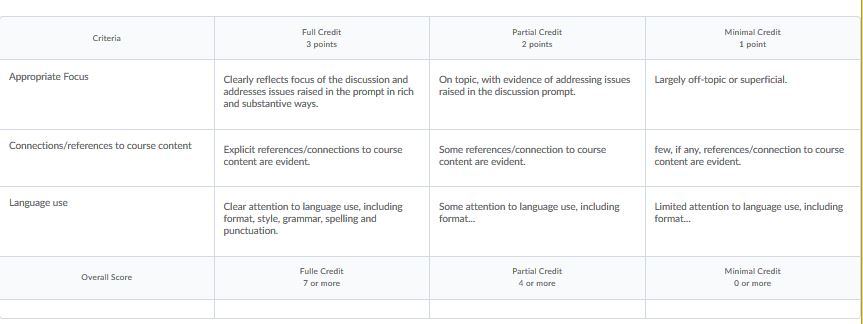 Criteria
Full Credit
3 points
Partial Credit
2 points
Minimal Credit
1 point
Appropriate Focus
Clearly reflects focus of the discussion and
addresses issues raised in the prompt in rich
and substantive ways.
On topic, with evidence of addressing issues
raised in the discussion prompt.
Largely off-topic or superficial.
Connections/references to course content
Explicit references/connections to course
content are evident.
Some references/connection to course
content are evident.
few, if any, references/connection to course
content are evident.
Language use
Clear attention to language use, including
format, style, grammar, spelling and
punctuation.
Some attention to language use, including
format...
Limited attention to language use, including
format...
Overall Score
Fulle Credit
7 or more
Partial Credit
4 or more
Minimal Credit
0 or more